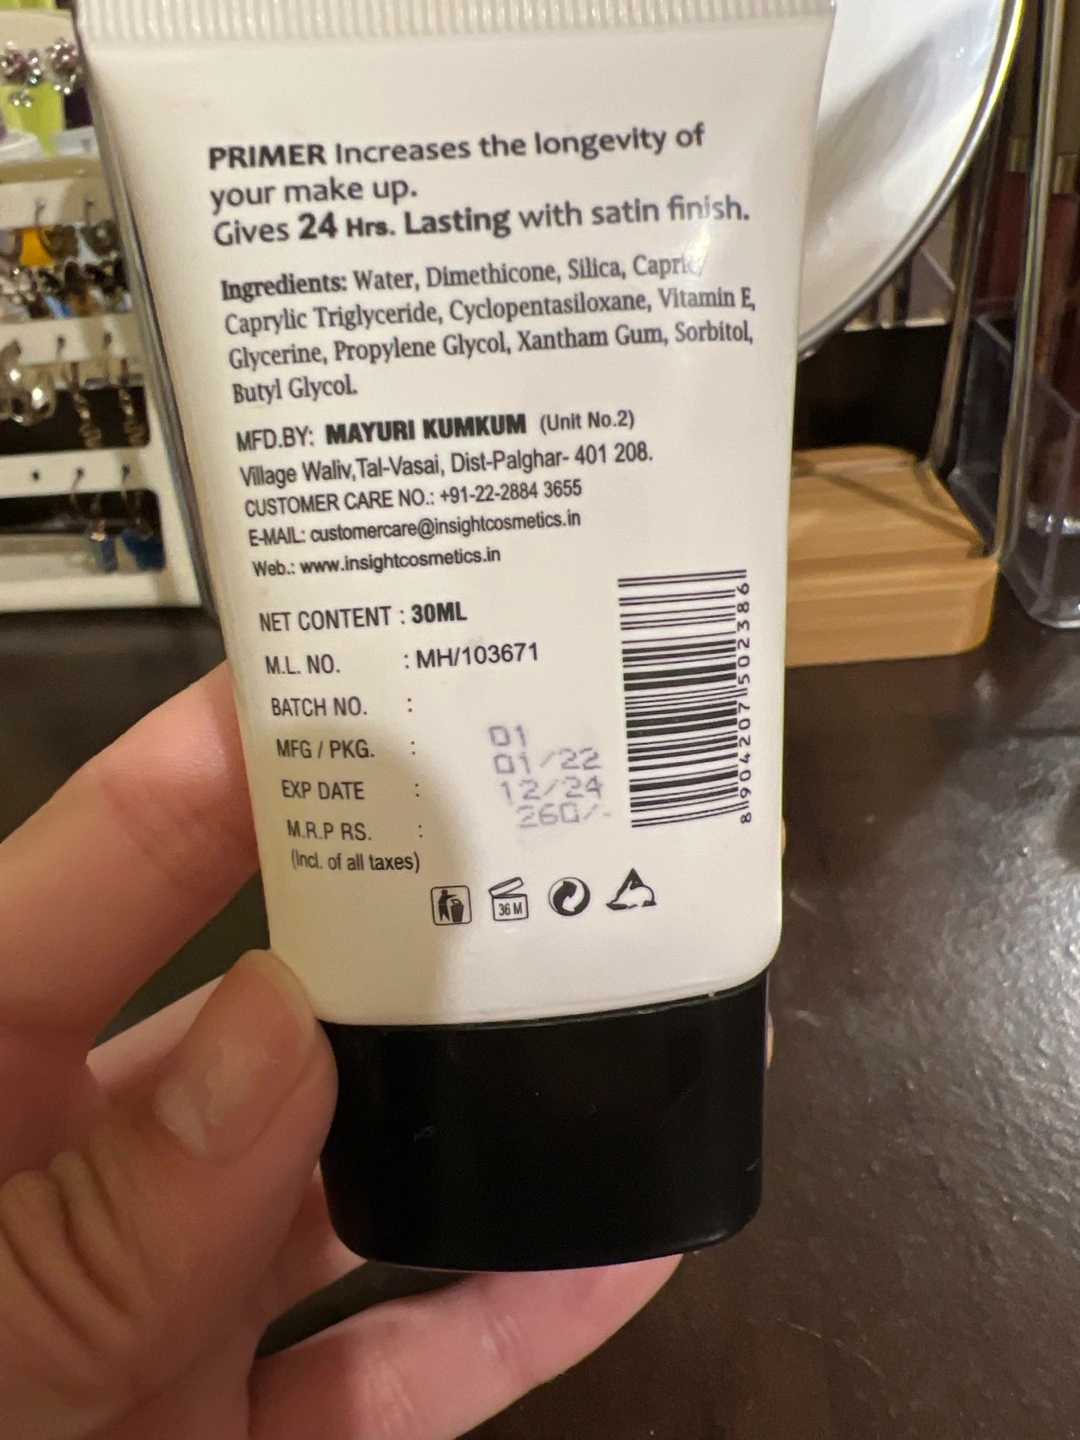 PRIMER Increases the longevity of
your make up.
Gives 24 Hrs. Lasting with satin finish.
Ingredients: Water, Dimethicone, Silica, Capric/
Caprylic Triglyceride, Cyclopentasiloxane, Vitamin E,
Glycerine, Propylene Glycol, Xantham Gum, Sorbitol,
Butyl Glycol.
MFD.BY: MAYURI KUMKUM (Unit No.2)
Village Waliv,Tal-Vasai, Dist-Palghar- 401 208.
CUSTOMER CARE NO.: +91-22-2884 3655
E-MAIL: customercare@insightcosmetics.in
Web.: www.insightcosmetics.in
NET CONTENT : 30ML
M.L. NO. : MH/103671
BATCH NO. : 01
MFG / PKG. : 01/22
EXP DATE : 12/24
M.R.P RS. : 260/-
(Incl. of all taxes)
8904207502386
36 M